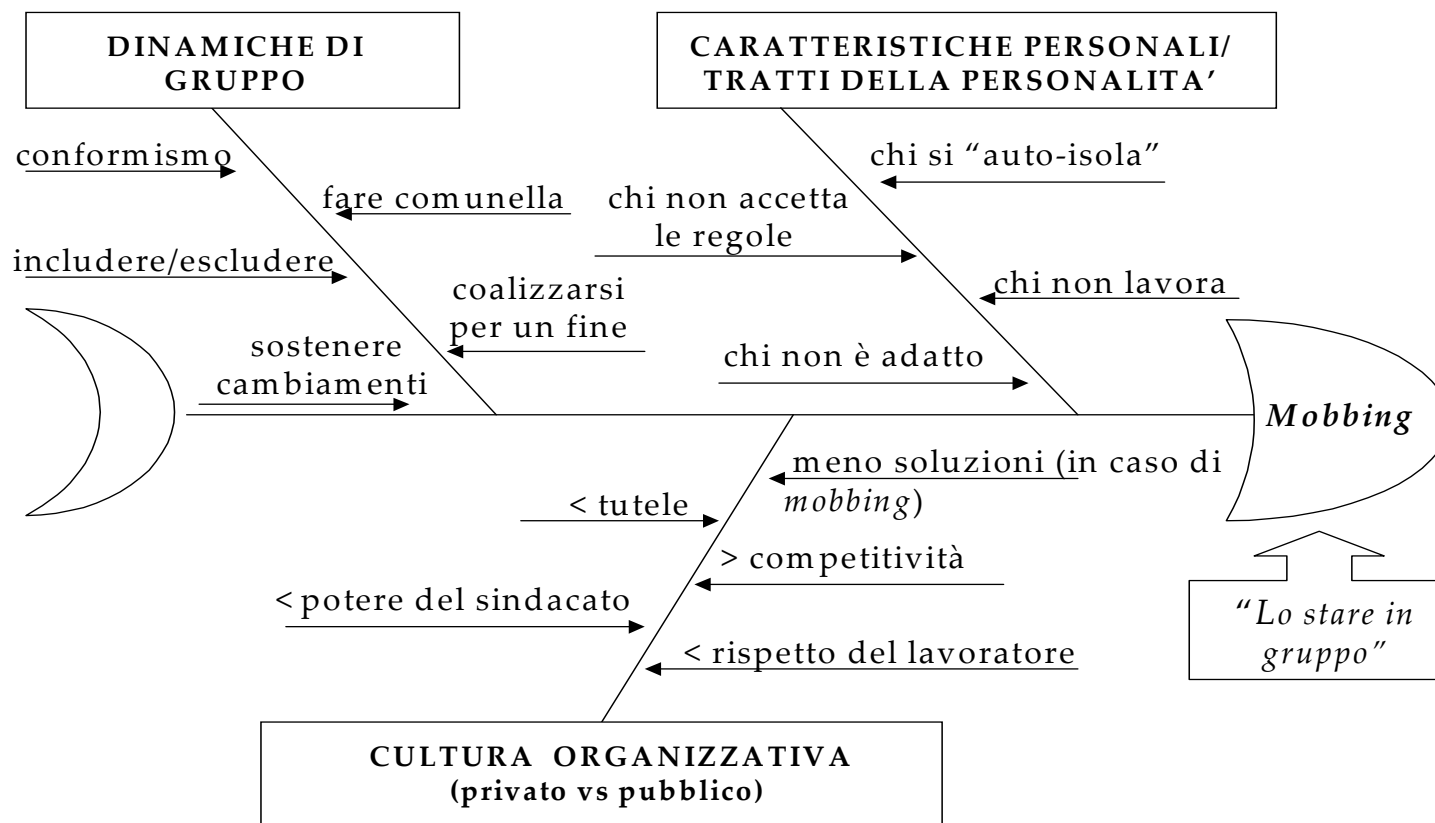 DINAMICHE DI
GRUPPO
CARATTERISTICHE PERSONALI/
TRATTI DELLA PERSONALITA’
conformismo
fare comunella
includere/escludere
coalizzarsi
per un fine
sostenere
cambiamenti
chi si “auto-isola”
chi non accetta
le regole
chi non lavora
chi non è adatto
Mobbing
meno soluzioni (in caso di
mobbing)
< tutele
> competitività
< potere del sindacato
< rispetto del lavoratore
“Lo stare in
gruppo”
CULTURA ORGANIZZATIVA
(privato vs pubblico)